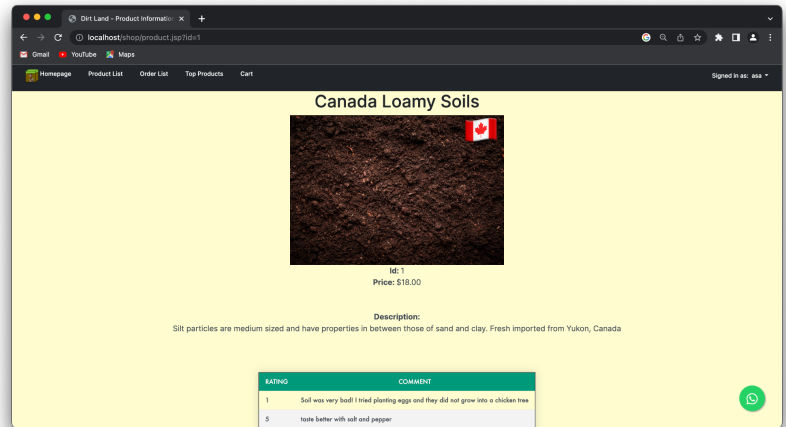 Dirt Land - Product Information
localhost/shop/product.jsp?id=1
Gmail YouTube Maps
Homepage Product List Order List Top Products Cart Signed in as: asa
Canada Loamy Soils
Id: 1
Price: $18.00
Description:
Silt particles are medium sized and have properties in between those of sand and clay. Fresh imported from Yukon, Canada
RATING COMMENT
1 Soil was very bad! I tried planting eggs and they did not grow into a chicken tree
5 taste better with salt and pepper